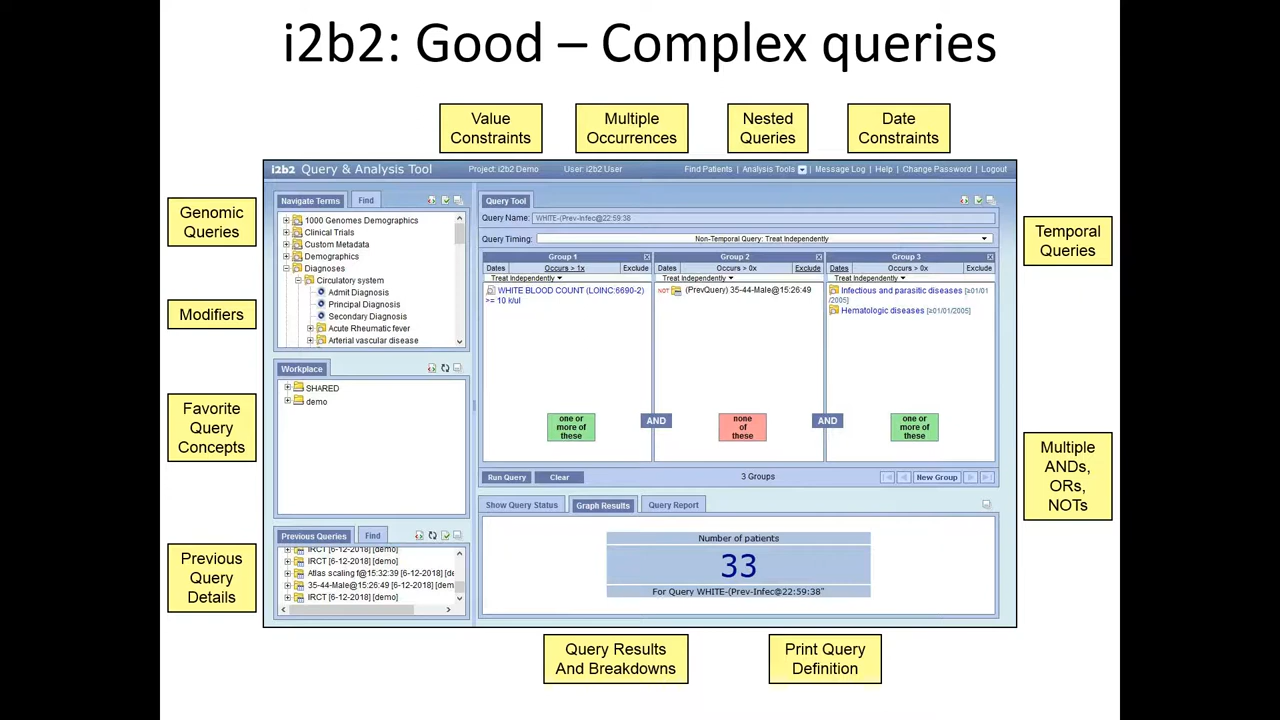 i2b2: Good – Complex queries
Value
Constraints
Multiple
Occurrences
Nested
Queries
Date
Constraints
Genomic
Queries
Modifiers
Favorite
Query
Concepts
Previous
Query
Details
i2b2 Query & Analysis Tool
Project: i2b2 Demo
User: i2b2 User
Find Patients | Analysis Tools | Message Log | Help | Change Password | Logout
Navigate Terms
Find
1000 Genomes Demographics
Clinical Trials
Custom Metadata
Demographics
Diagnoses
Circulatory system
Admit Diagnosis
Principal Diagnosis
Secondary Diagnosis
Acute Rheumatic fever
Arterial vascular disease
Workplace
SHARED
demo
Previous Queries
Find
IRCT [6-12-2018] [demo]
IRCT [6-12-2018] [demo]
Atlas scaling f@15:32:39 [6-12-2018] [de
35-44-Male@15:26:49 [6-12-2018] [dem
IRCT [6-12-2018] [demo]
Query Tool
Query Name: WHITE-(Prev-Infec@22:59:38
Query Timing: Non-Temporal Query: Treat Independently
Group 1
Dates Occurs > 1x Exclude
Treat Independently
WHITE BLOOD COUNT (LOINC:6690-2)
>= 10 k/ul
one or
more of
these
AND
Group 2
Dates Occurs > 0x Exclude
Treat Independently
NOT (PrevQuery) 35-44-Male@15:26:49
none
of
these
AND
Group 3
Dates Occurs > 0x Exclude
Treat Independently
Infectious and parasitic diseases [≥01/01
/2005]
Hematologic diseases [≥01/01/2005]
one or
more of
these
Run Query
Clear
3 Groups
New Group
Show Query Status
Graph Results
Query Report
Number of patients
33
For Query WHITE-(Prev-Infec@22:59:38"
Temporal
Queries
Multiple
ANDs,
ORs,
NOTs
Query Results
And Breakdowns
Print Query
Definition